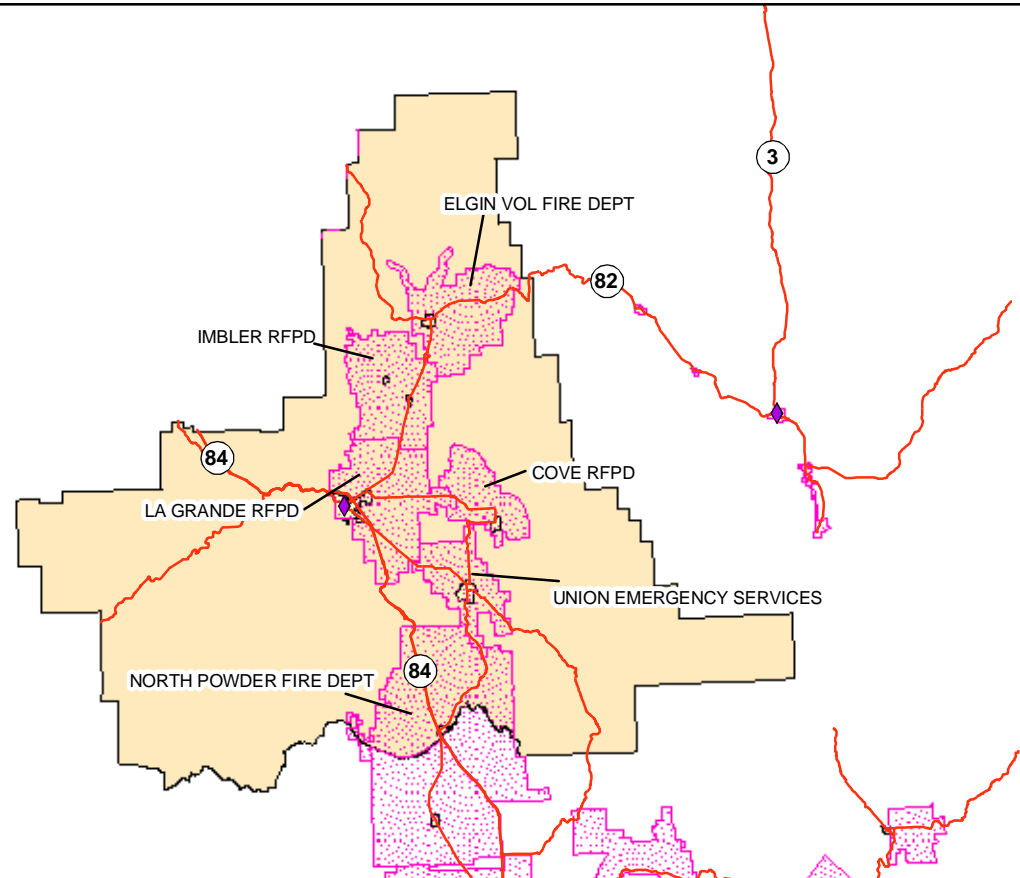 3
ELGIN VOL FIRE DEPT
82
IMBLER RFPD
84
COVE RFPD
LA GRANDE RFPD
UNION EMERGENCY SERVICES
84
NORTH POWDER FIRE DEPT